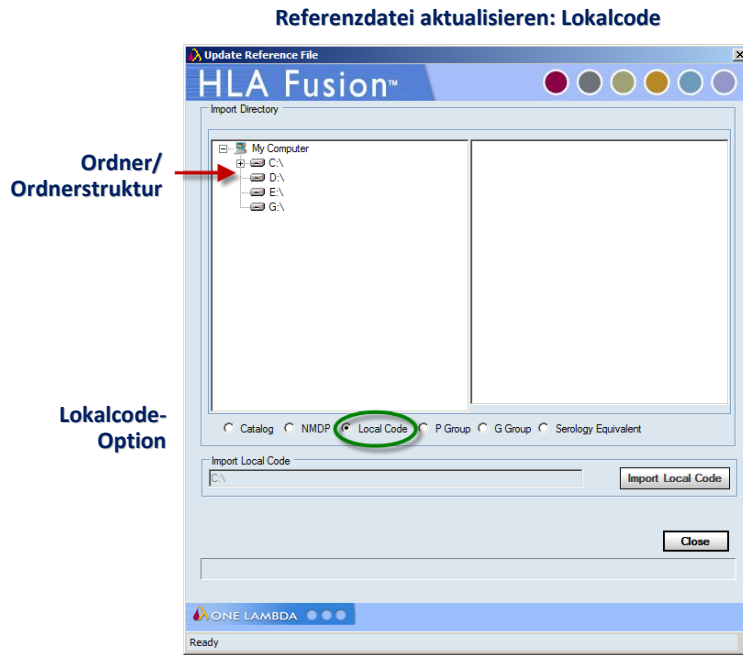 Referenzdatei aktualisieren: Lokalcode
Update Reference File
HLA Fusion™
Import Directory
My Computer
C:\
D:\
E:\
G:\
Ordner/
Ordnerstruktur
Lokalcode-
Option
Catalog NMDP Local Code P Group G Group Serology Equivalent
Import Local Code
C:\
Import Local Code
Close
ONE LAMBDA
Ready